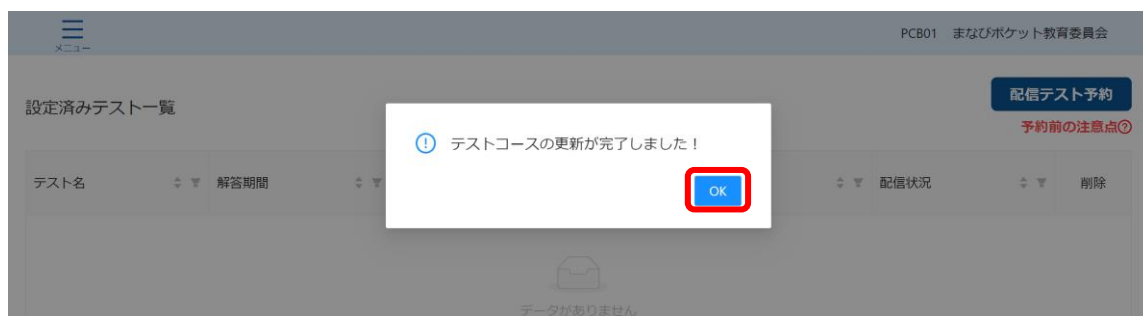 メニュー
PCB01 まなびポケット教育委員会
設定済みテスト一覧
配信テスト予約
予約前の注意点?
テストコースの更新が完了しました！
OK
テスト名 解答期間 配信状況 削除
データがありません